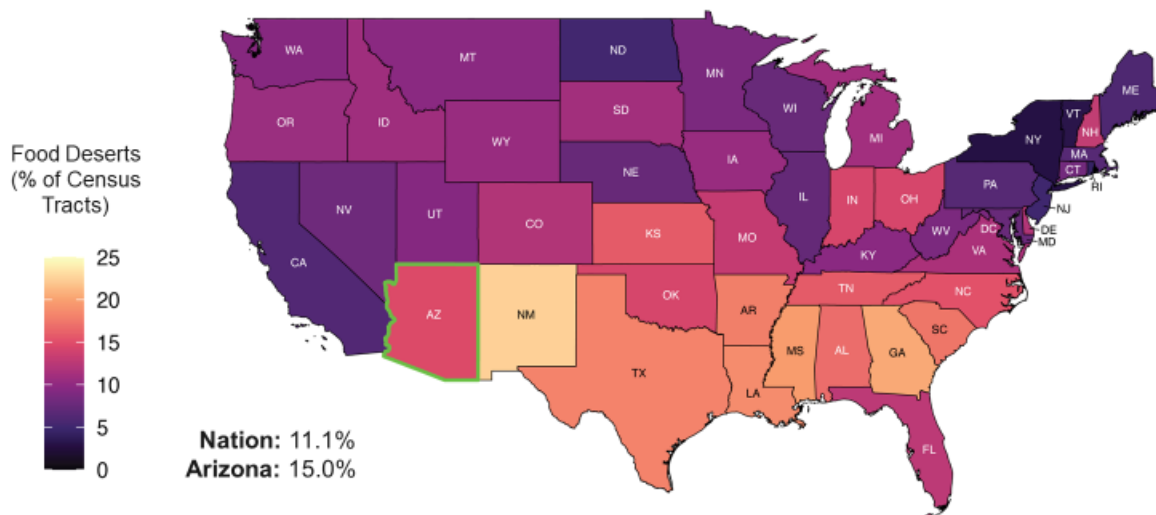 WA
MT
ND
MN
ME
VT
NH
OR
ID
SD
WI
MI
NY
MA
WY
CT
RI
IA
NE
PA
NJ
NV
UT
CO
IL
IN
OH
DC
DE
MD
WV
VA
CA
KS
MO
KY
AZ
NM
OK
TN
NC
AR
SC
MS
AL
GA
TX
LA
FL
Food Deserts
(% of Census
Tracts)
25
20
15
10
5
0
Nation: 11.1%
Arizona: 15.0%